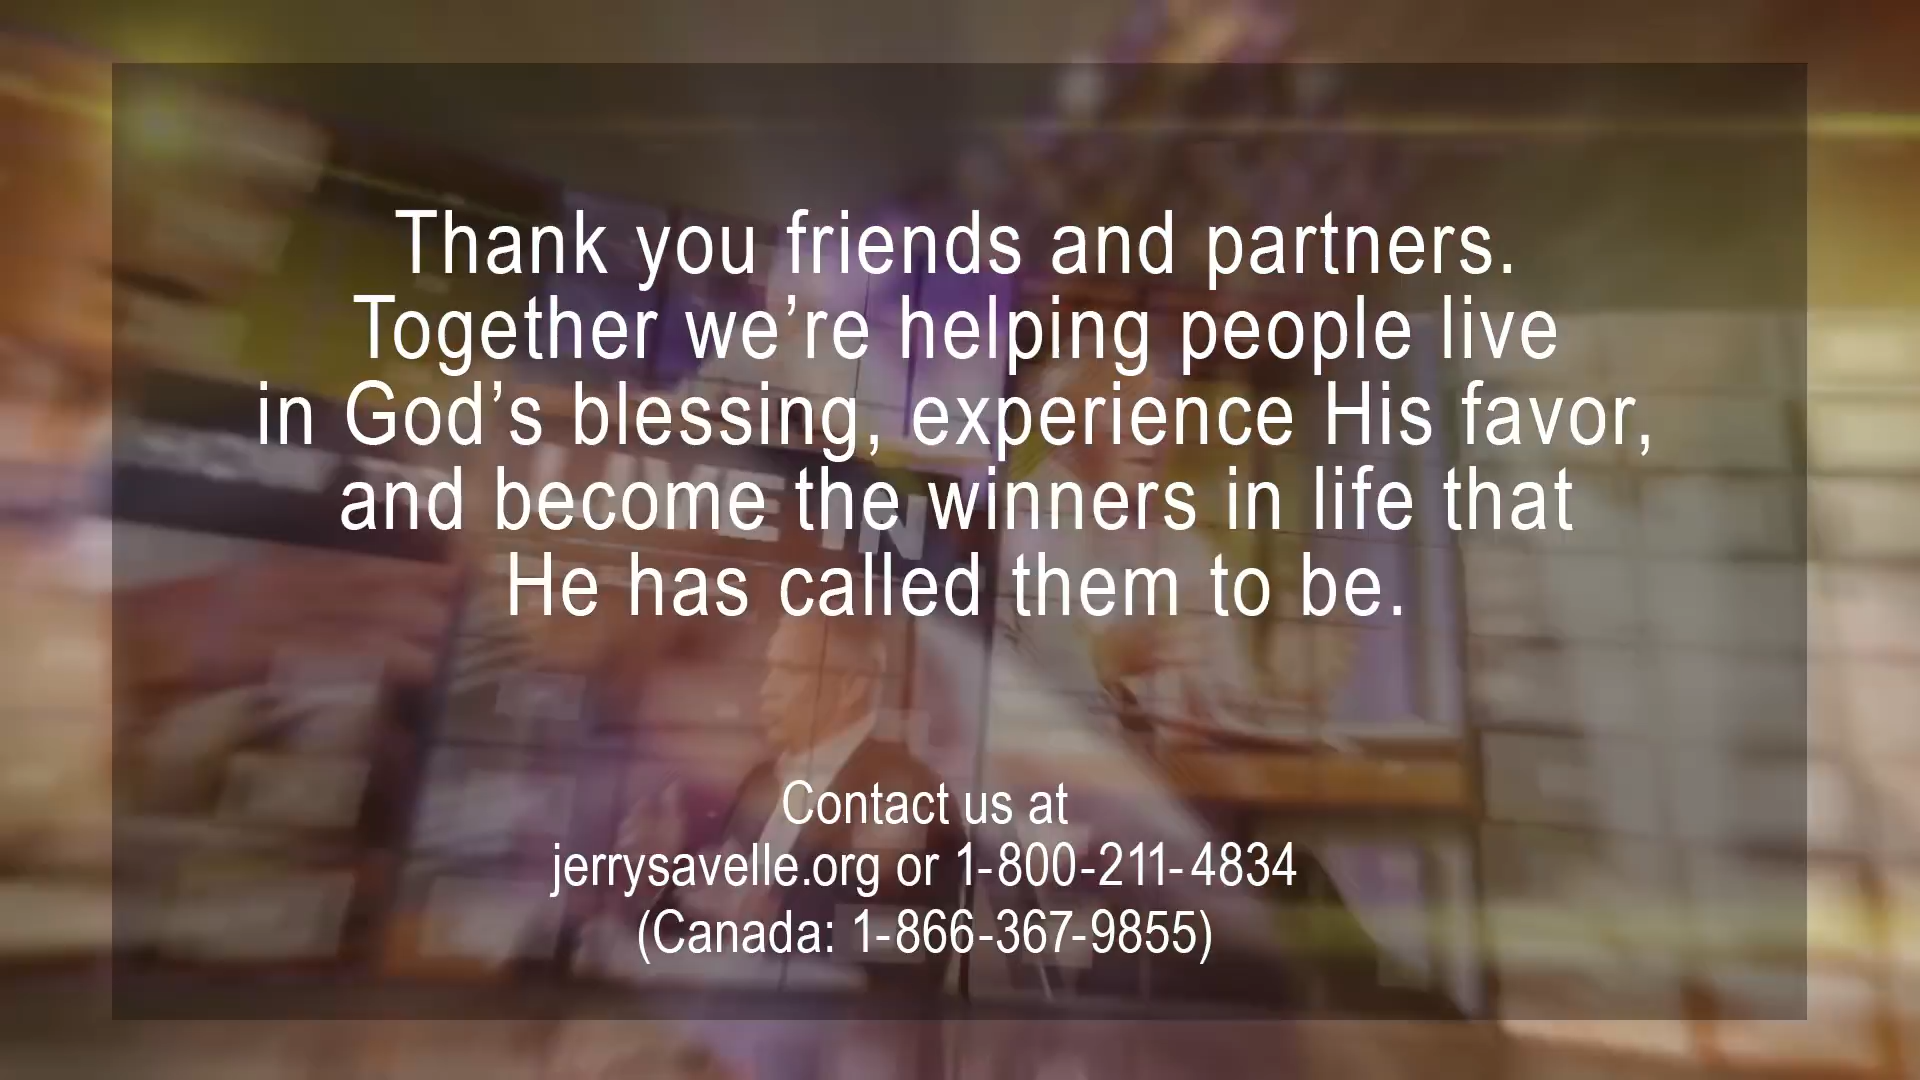 Thank you friends and partners.
Together we’re helping people live
in God’s blessing, experience His favor,
and become the winners in life that
He has called them to be.
LIVE IN
Contact us at
jerrysavelle.org or 1-800-211-4834
(Canada: 1-866-367-9855)